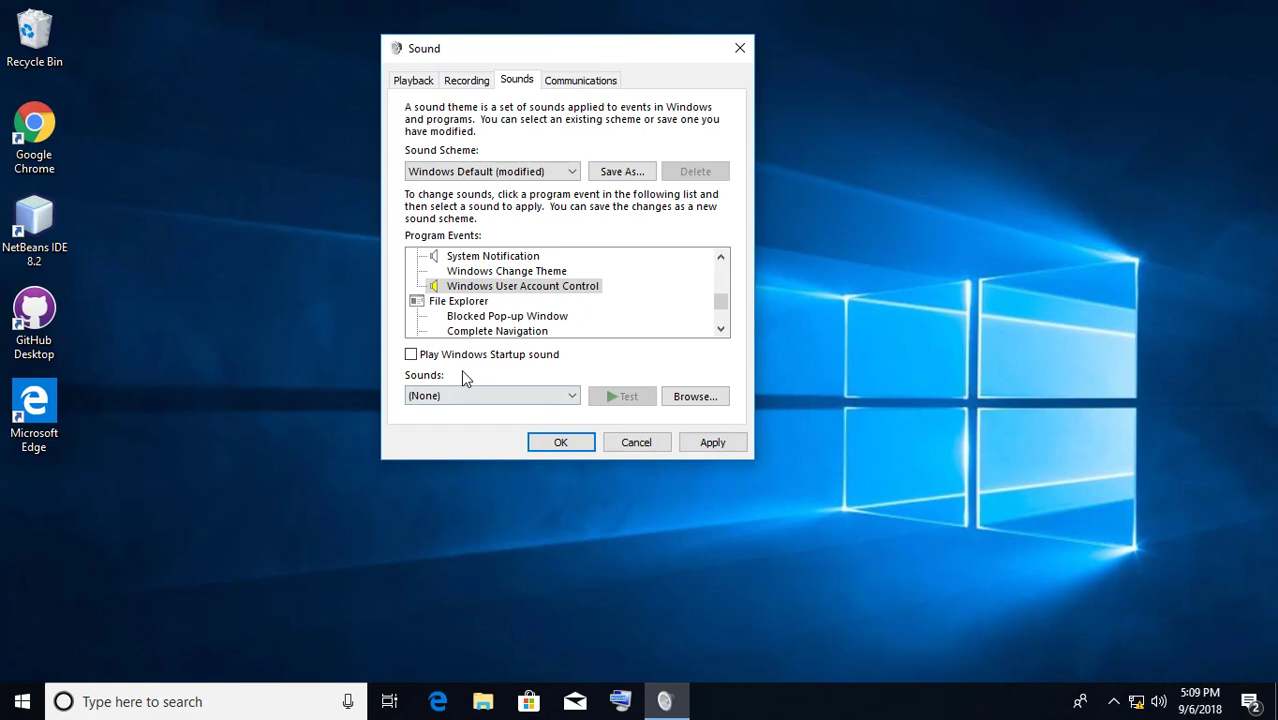 Recycle Bin
Google
Chrome
NetBeans IDE
8.2
GitHub
Desktop
Microsoft
Edge
Sound
Playback
Recording
Sounds
Communications
A sound theme is a set of sounds applied to events in Windows
and programs. You can select an existing scheme or save one you
have modified.
Sound Scheme:
Windows Default (modified)
Save As...
Delete
To change sounds, click a program event in the following list and
then select a sound to apply. You can save the changes as a new
sound scheme.
Program Events:
System Notification
Windows Change Theme
Windows User Account Control
File Explorer
Blocked Pop-up Window
Complete Navigation
Play Windows Startup sound
Sounds:
(None)
Test
Browse...
OK
Cancel
Apply
Type here to search
5:09 PM
9/6/2018
2